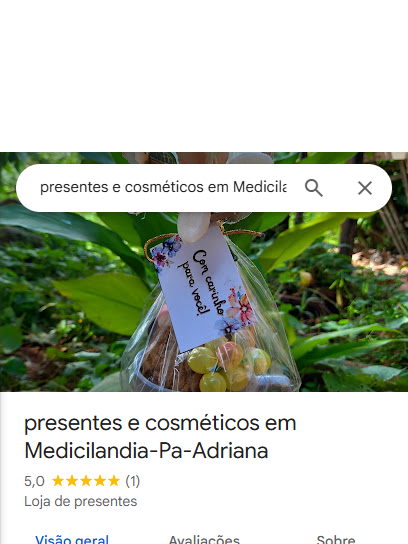 presentes e cosméticos em Medicila
Com carinho
para você!
presentes e cosméticos em
Medicilandia-Pa-Adriana
5,0 (1)
Loja de presentes
Visão geral Avaliações Sobre